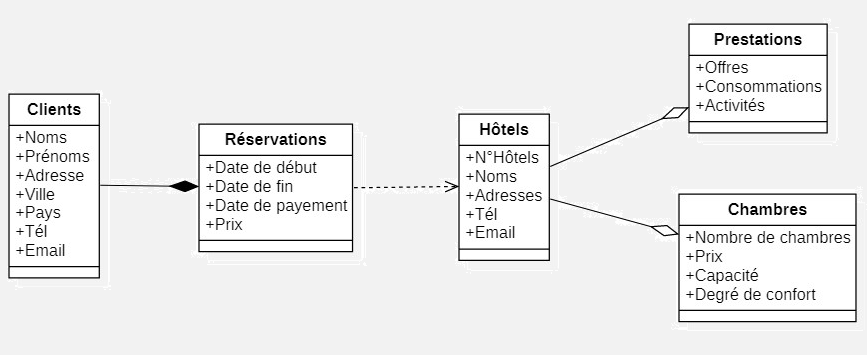 Clients
+Noms
+Prénoms
+Adresse
+Ville
+Pays
+Tél
+Email
Réservations
+Date de début
+Date de fin
+Date de payement
+Prix
Hôtels
+N°Hôtels
+Noms
+Adresses
+Tél
+Email
Prestations
+Offres
+Consommations
+Activités
Chambres
+Nombre de chambres
+Prix
+Capacité
+Degré de confort